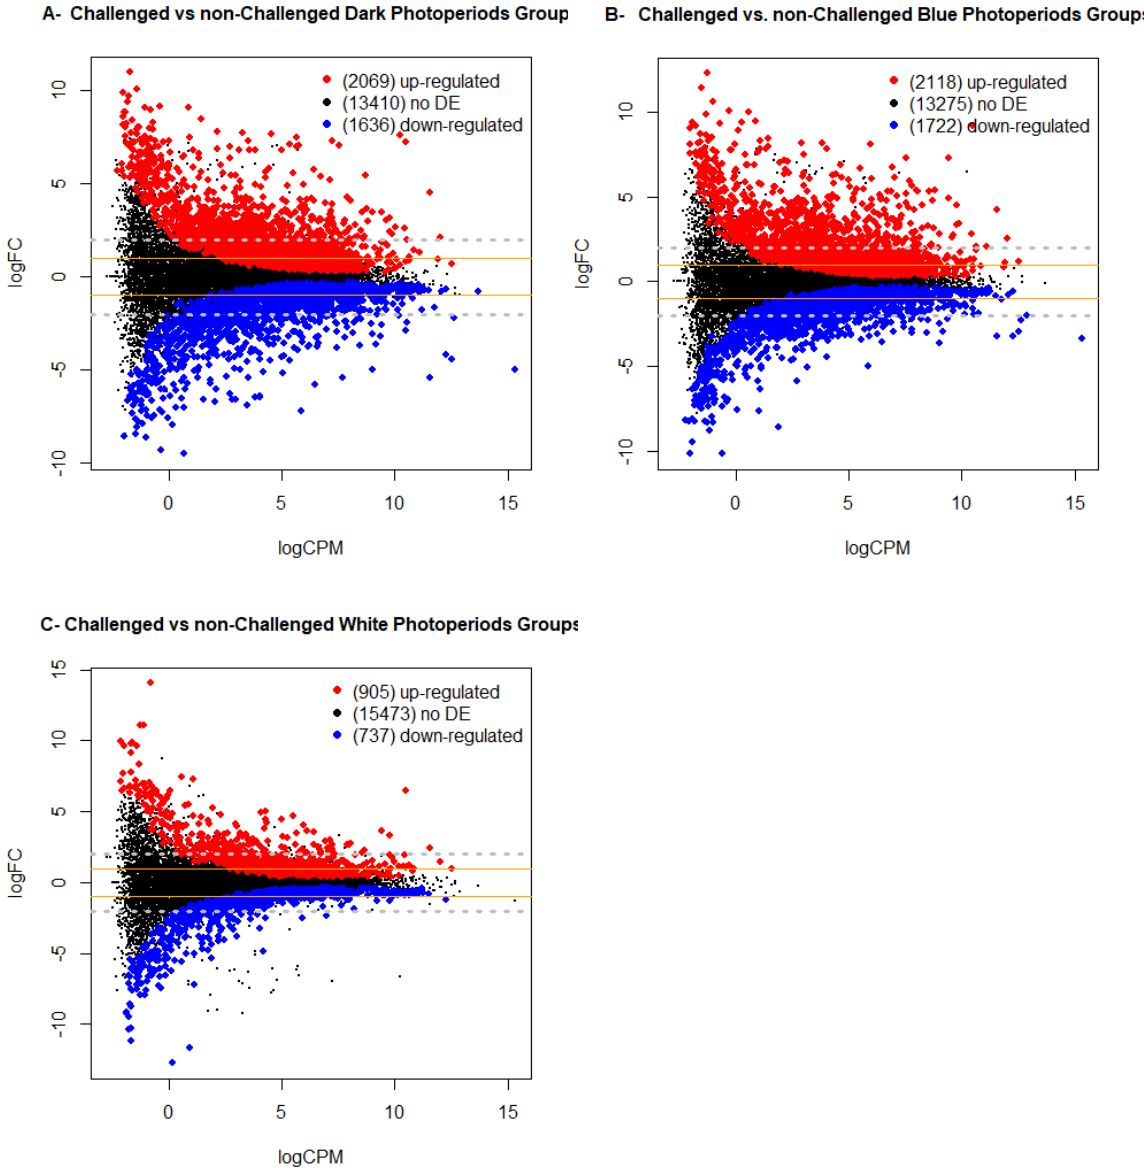 A- Challenged vs non-Challenged Dark Photoperiods Group
(2069) up-regulated
(13410) no DE
(1636) down-regulated
10
5
0
-5
-10
logFC
0 5 10 15
logCPM
B- Challenged vs. non-Challenged Blue Photoperiods Groups
(2118) up-regulated
(13275) no DE
(1722) down-regulated
10
5
0
-5
-10
logFC
0 5 10 15
logCPM
C- Challenged vs non-Challenged White Photoperiods Groups
(905) up-regulated
(15473) no DE
(737) down-regulated
15
10
5
0
-5
-10
logFC
0 5 10 15
logCPM